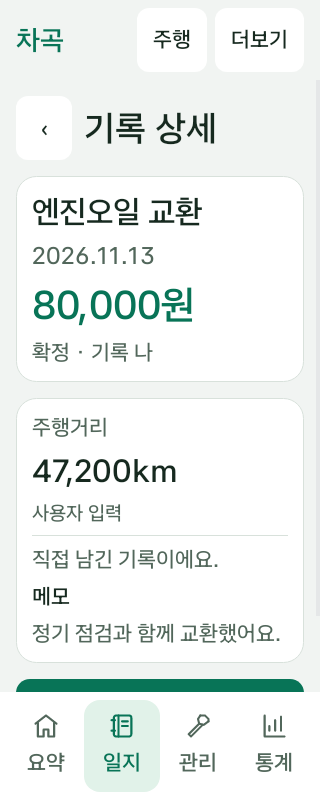 차곡
주행
더보기
‹
기록 상세
엔진오일 교환
2026.11.13
80,000원
확정 · 기록 나
주행거리
47,200km
사용자 입력
직접 남긴 기록이에요.
메모
정기 점검과 함께 교환했어요.
요약
일지
관리
통계